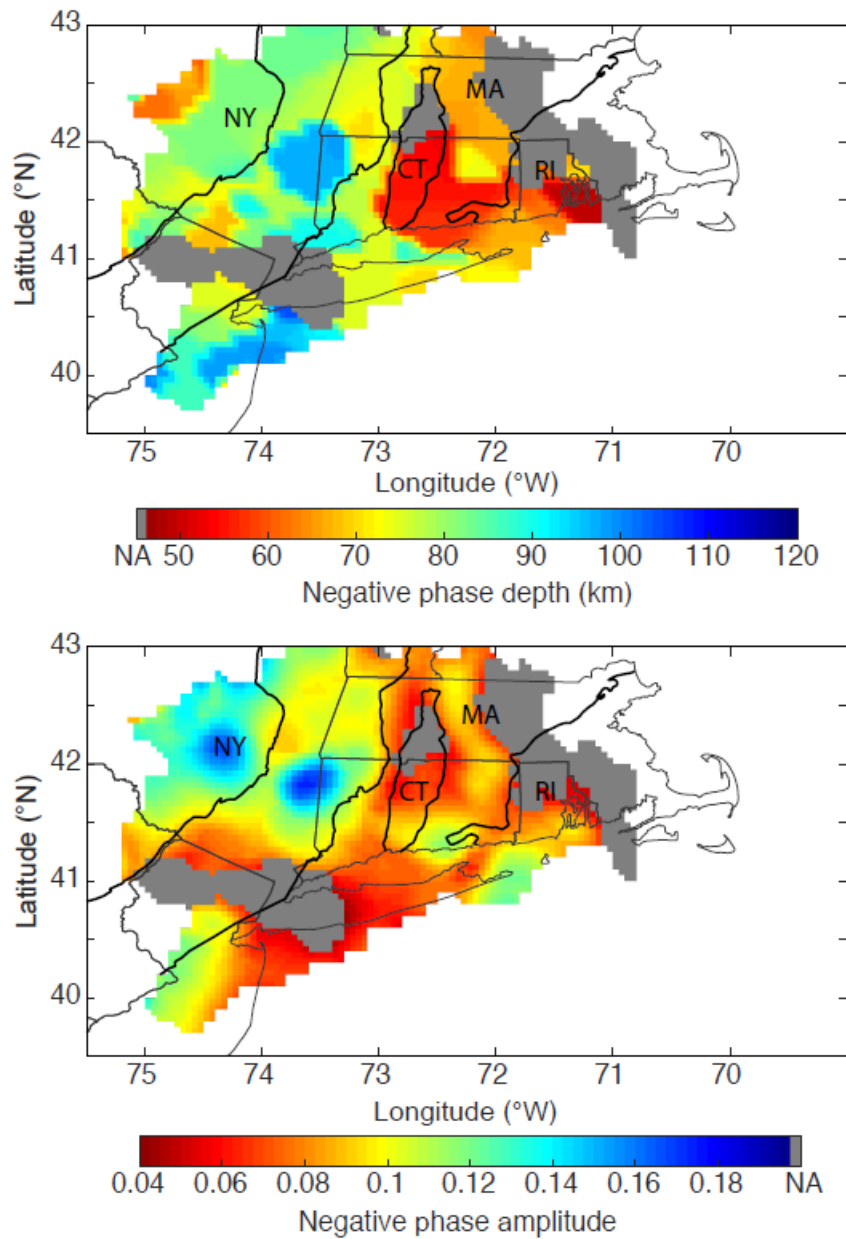 43
42
41
40
Latitude (°N)
NY
MA
CT
RI
75 74 73 72 71 70
Longitude (°W)
NA 50 60 70 80 90 100 110 120
Negative phase depth (km)
43
42
41
40
Latitude (°N)
NY
MA
CT
RI
75 74 73 72 71 70
Longitude (°W)
0.04 0.06 0.08 0.1 0.12 0.14 0.16 0.18 NA
Negative phase amplitude